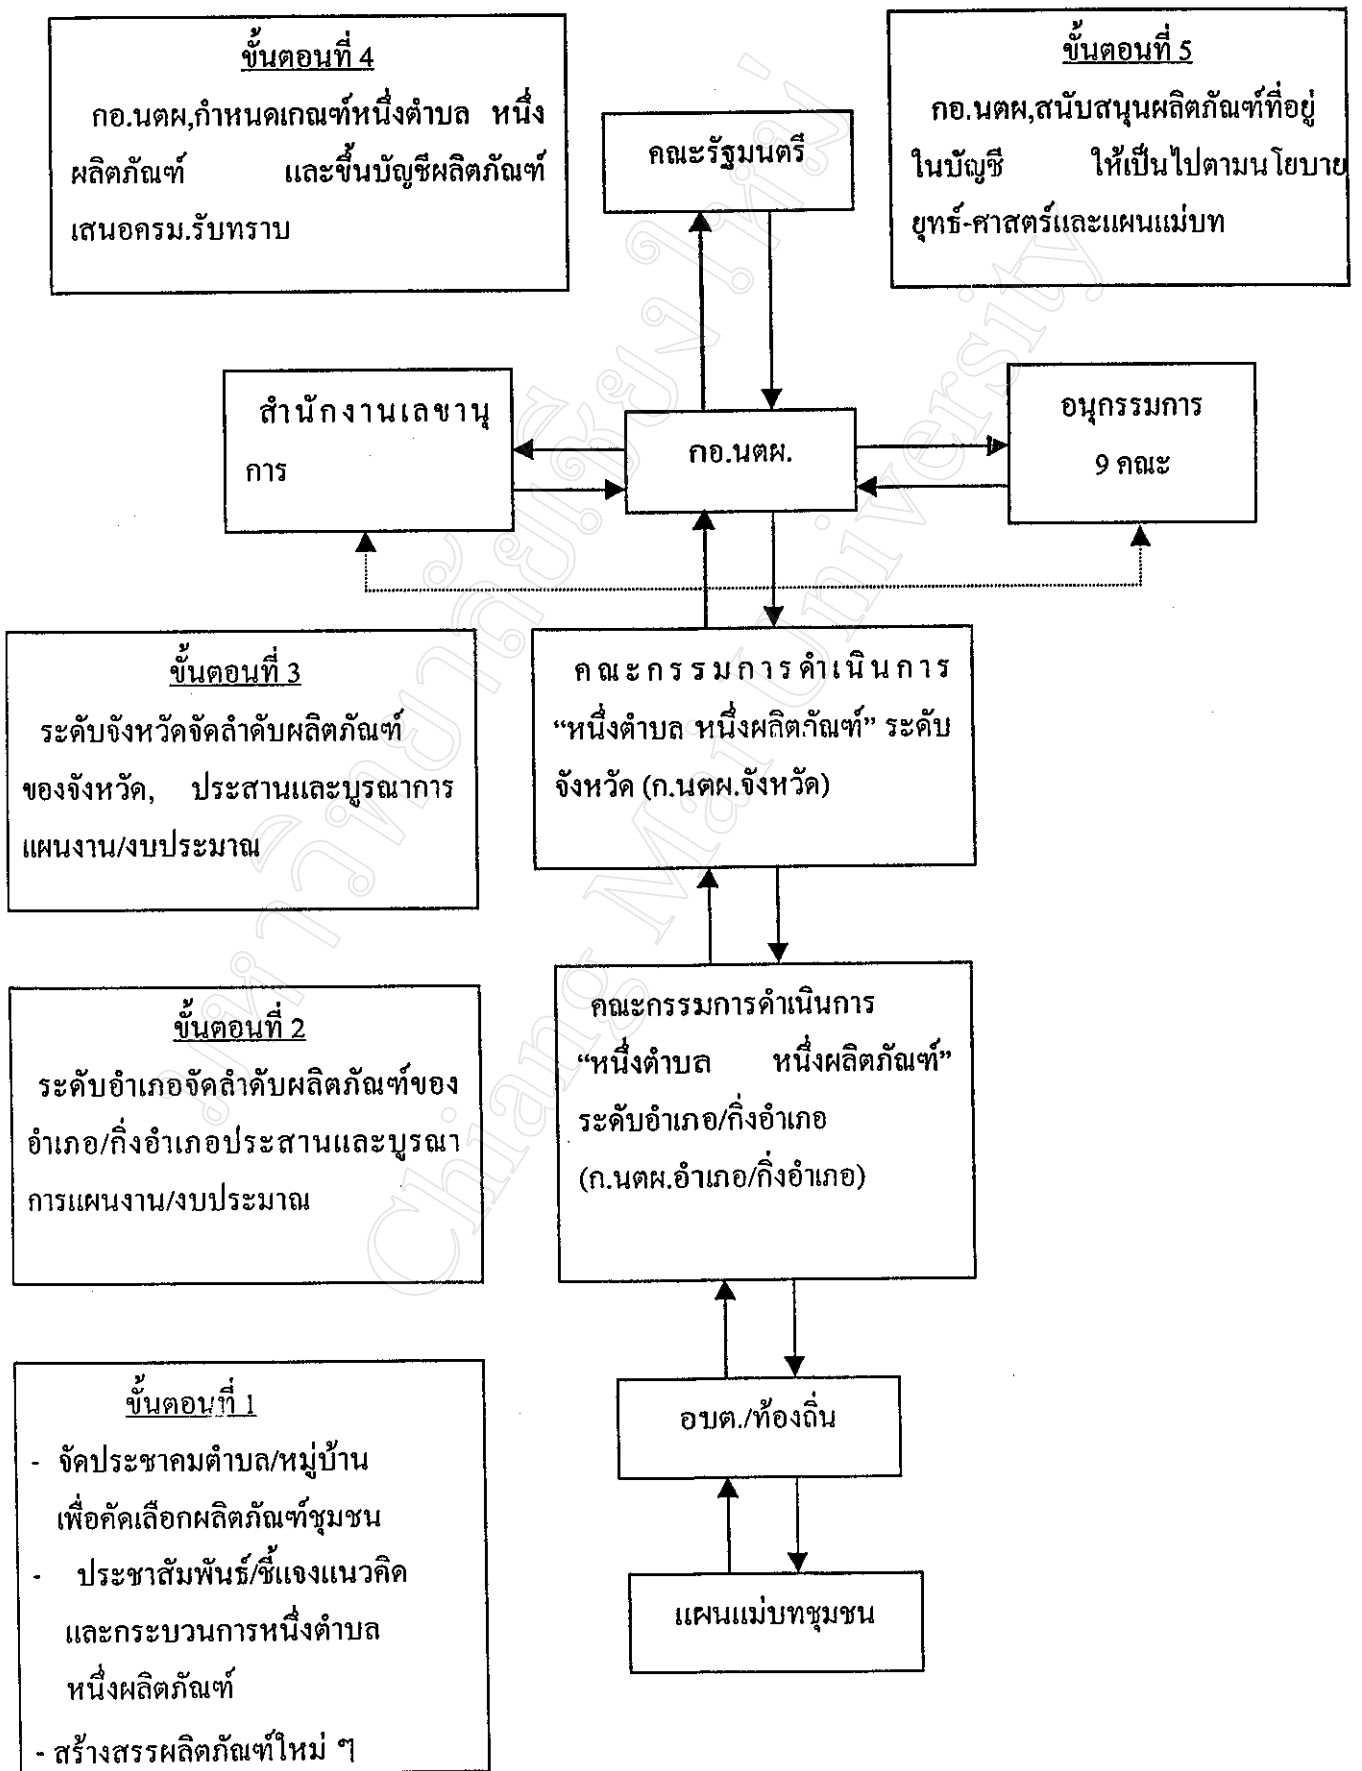 ขั้นตอนที่ 4
กอ.นตผ,กำหนดเกณฑ์หนึ่งตำบล หนึ่ง
ผลิตภัณฑ์ และขึ้นบัญชีผลิตภัณฑ์
เสนอครม.รับทราบ
คณะรัฐมนตรี
ขั้นตอนที่ 5
กอ.นตผ,สนับสนุนผลิตภัณฑ์ที่อยู่
ในบัญชี ให้เป็นไปตามนโยบาย
ยุทธ์-ศาสตร์และแผนแม่บท
สำนักงานเลขานุ
การ
กอ.นตผ.
อนุกรรมการ
9 คณะ
ขั้นตอนที่ 3
ระดับจังหวัดจัดลำดับผลิตภัณฑ์
ของจังหวัด, ประสานและบูรณาการ
แผนงาน/งบประมาณ
คณะกรรมการดำเนินการ
“หนึ่งตำบล หนึ่งผลิตภัณฑ์” ระดับ
จังหวัด (ก.นตผ.จังหวัด)
ขั้นตอนที่ 2
ระดับอำเภอจัดลำดับผลิตภัณฑ์ของ
อำเภอ/กิ่งอำเภอประสานและบูรณา
การแผนงาน/งบประมาณ
คณะกรรมการดำเนินการ
“หนึ่งตำบล หนึ่งผลิตภัณฑ์”
ระดับอำเภอ/กิ่งอำเภอ
(ก.นตผ.อำเภอ/กิ่งอำเภอ)
ขั้นตอนที่ 1
- จัดประชาคมตำบล/หมู่บ้าน
เพื่อคัดเลือกผลิตภัณฑ์ชุมชน
- ประชาสัมพันธ์/ชี้แจงแนวคิด
และกระบวนการหนึ่งตำบล
หนึ่งผลิตภัณฑ์
- สร้างสรรผลิตภัณฑ์ใหม่ ๆ
อบต./ท้องถิ่น
แผนแม่บทชุมชน
มหาวิทยาลัยเชียงใหม่
Chiang Mai University